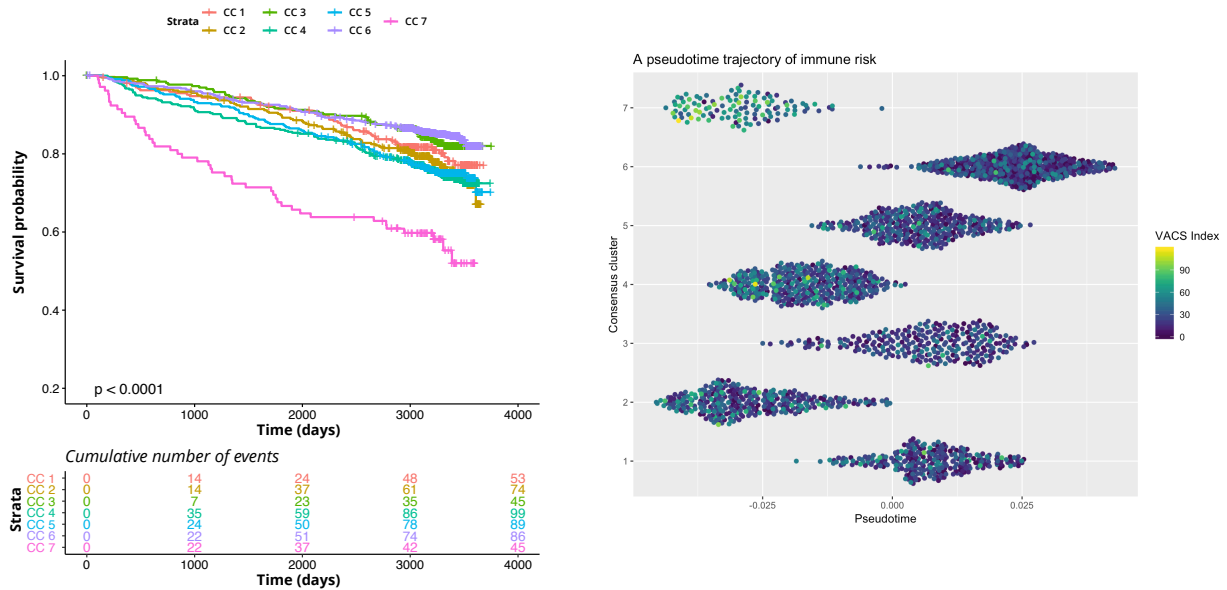 Strata CC 1 CC 3 CC 5 CC 7
CC 2 CC 4 CC 6
1.0
0.8
0.6
0.4
0.2
Survival probability
p < 0.0001
0 1000 2000 3000 4000
Time (days)
Cumulative number of events
Strata
CC 1 0 14 24 48 53
CC 2 0 14 37 61 74
CC 3 0 7 23 35 45
CC 4 0 35 59 86 99
CC 5 0 24 50 78 89
CC 6 0 22 51 74 86
CC 7 0 22 37 42 45
0 1000 2000 3000 4000
Time (days)
A pseudotime trajectory of immune risk
Consensus cluster
7
6
5
4
3
2
1
-0.025 0.000 0.025
Pseudotime
VACS Index
90
60
30
0